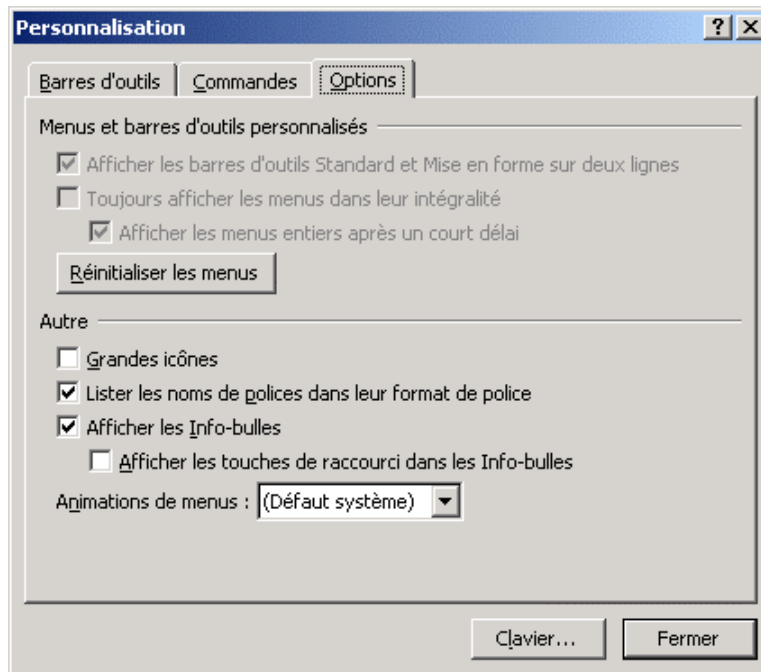 Personnalisation
Barres d'outils Commandes Options
Menus et barres d'outils personnalisés
Afficher les barres d'outils Standard et Mise en forme sur deux lignes
Toujours afficher les menus dans leur intégralité
Afficher les menus entiers après un court délai
Réinitialiser les menus
Autre
Grandes icônes
Lister les noms de polices dans leur format de police
Afficher les Info-bulles
Afficher les touches de raccourci dans les Info-bulles
Animations de menus : (Défaut système)
Clavier... Fermer